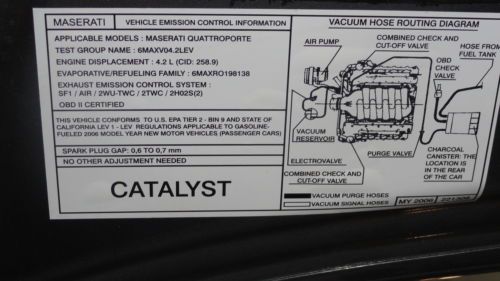 MASERATI
VEHICLE EMISSION CONTROL INFORMATION
APPLICABLE MODELS : MASERATI QUATTROPORTE
TEST GROUP NAME : 6MAXV04.2LEV
ENGINE DISPLACEMENT : 4.2 L (CID: 258.9)
EVAPORATIVE/REFUELING FAMILY : 6MAXRO198138
EXHAUST EMISSION CONTROL SYSTEM :
SF1 / AIR / 2WU-TWC / 2TWC / 2HO2S(2)
OBD II CERTIFIED
THIS VEHICLE CONFORMS TO U.S. EPA TIER 2 - BIN 9 AND STATE OF
CALIFORNIA LEV 1 - LEV REGULATIONS APPLICABLE TO GASOLINE-
FUELED 2006 MODEL YEAR NEW MOTOR VEHICLES (PASSENGER CARS)
SPARK PLUG GAP: 0,6 TO 0,7 mm
NO OTHER ADJUSTMENT NEEDED
CATALYST
VACUUM HOSE ROUTING DIAGRAM
AIR PUMP
COMBINED CHECK AND
CUT-OFF VALVE
HOSE FROM
FUEL TANK
OBD
CHECK
VALVE
VACUUM
RESERVOIR
ELECTROVALVE
PURGE VALVE
COMBINED CHECK AND
CUT-OFF VALVE
CHARCOAL
CANISTER: THE
LOCATION IS
IN THE REAR
OF THE CAR
VACUUM PURGE HOSES
VACUUM SIGNAL HOSES
MY 2006